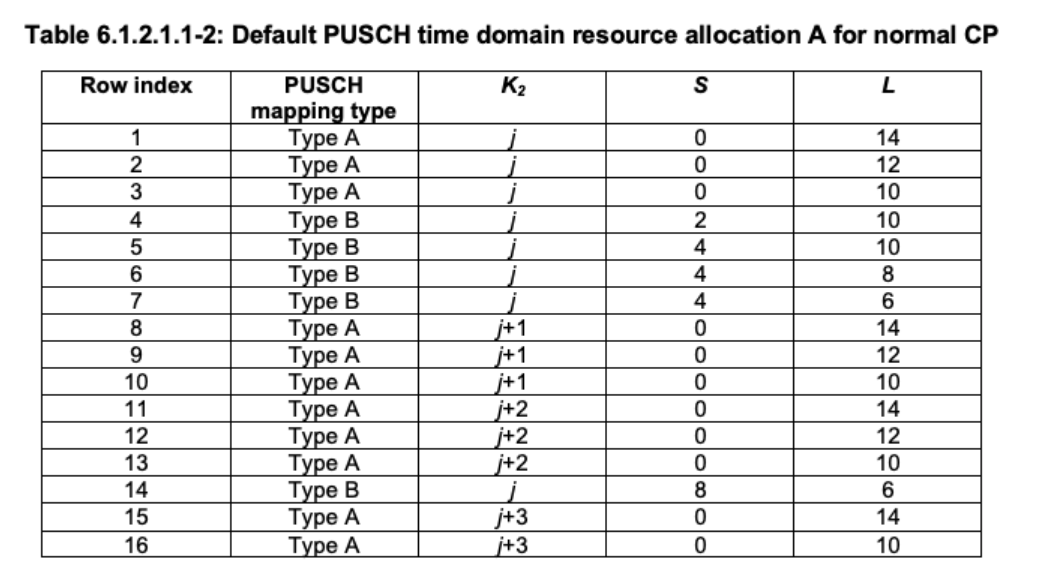 Table 6.1.2.1.1-2: Default PUSCH time domain resource allocation A for normal CP
Row index PUSCH mapping type K₂ S L
1 Type A j 0 14
2 Type A j 0 12
3 Type A j 0 10
4 Type B j 2 10
5 Type B j 4 10
6 Type B j 4 8
7 Type B j 4 6
8 Type A j+1 0 14
9 Type A j+1 0 12
10 Type A j+1 0 10
11 Type A j+2 0 14
12 Type A j+2 0 12
13 Type A j+2 0 10
14 Type B j 8 6
15 Type A j+3 0 14
16 Type A j+3 0 10